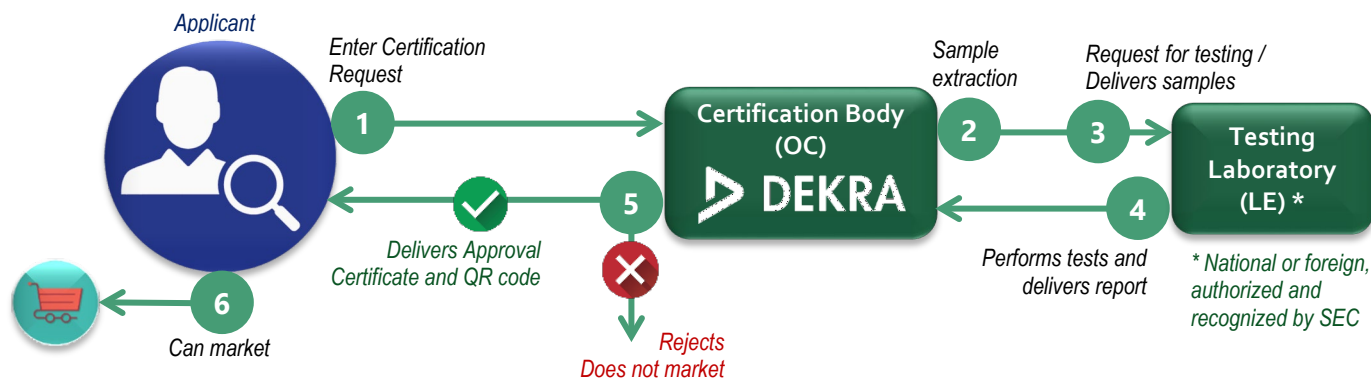 Applicant
Enter Certification
Request
1
Certification Body
(OC)
DEKRA
Sample
extraction
2
Request for testing /
Delivers samples
3
Testing
Laboratory
(LE) *
4
Performs tests and
delivers report
* National or foreign,
authorized and
recognized by SEC
5
Delivers Approval
Certificate and QR code
Rejects
Does not market
6
Can market